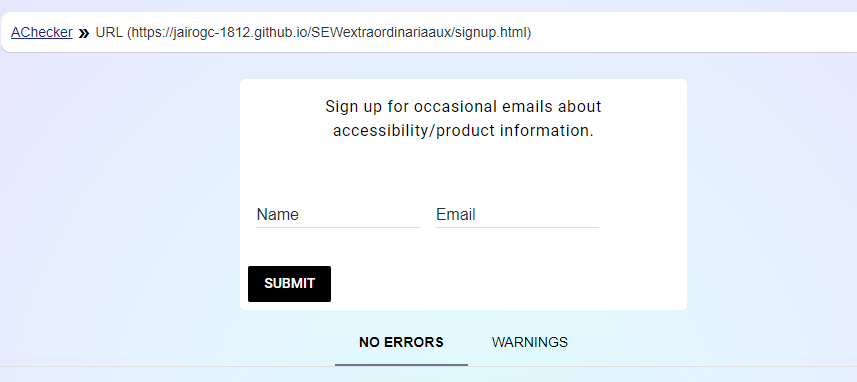 AChecker » URL (https://jairogc-1812.github.io/SEWextraordinariaaux/signup.html)
Sign up for occasional emails about
accessibility/product information.
Name Email
SUBMIT
NO ERRORS WARNINGS